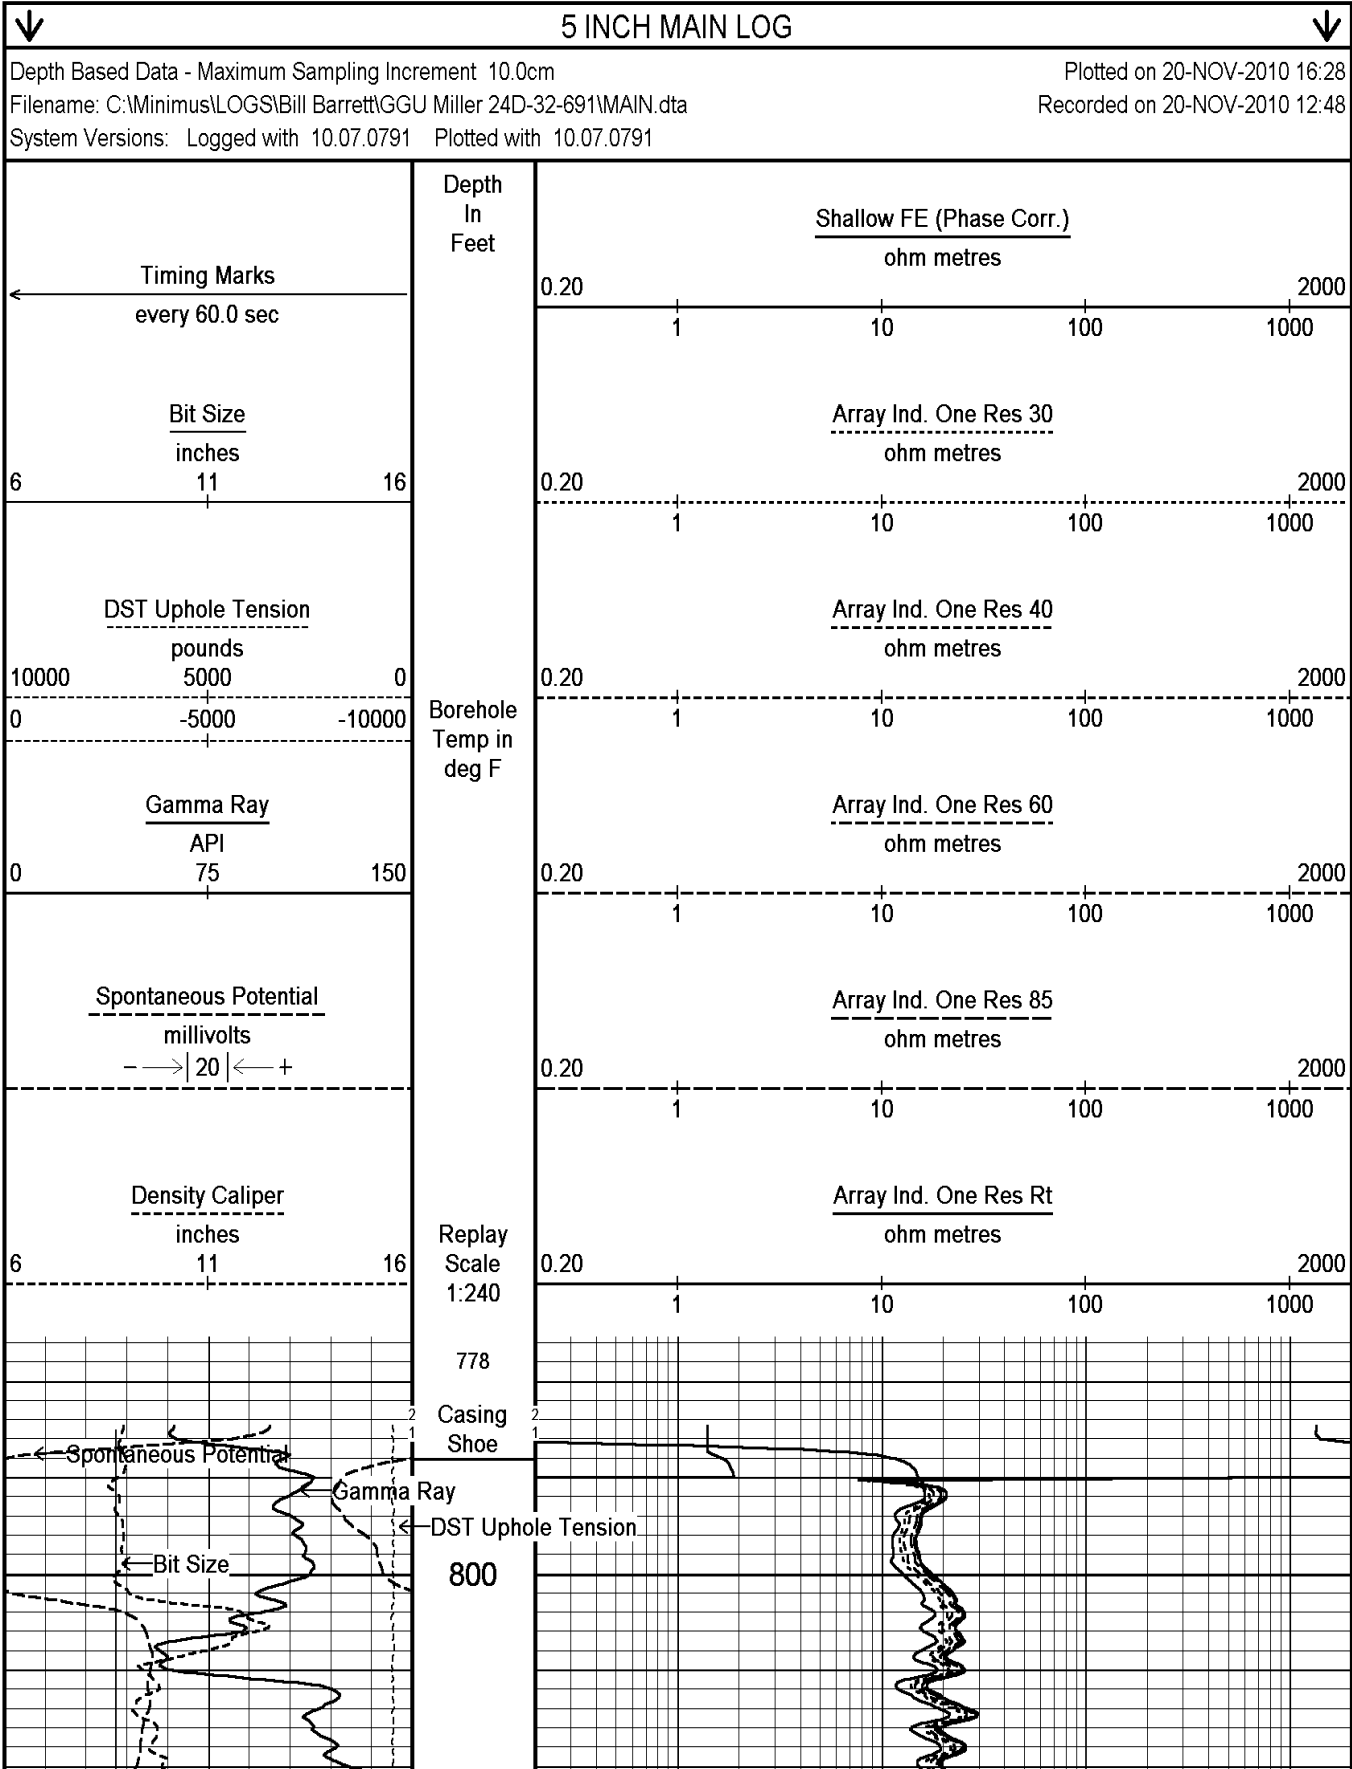 5 INCH MAIN LOG
Depth Based Data - Maximum Sampling Increment 10.0cm
Plotted on 20-NOV-2010 16:28
Filename: C:\Minimus\LOGS\Bill Barrett\GGU Miller 24D-32-691\MAIN.dta
Recorded on 20-NOV-2010 12:48
System Versions: Logged with 10.07.0791 Plotted with 10.07.0791
Timing Marks
every 60.0 sec
Bit Size
inches
6 11 16
DST Uphole Tension
pounds
10000 5000 0
0 -5000 -10000
Gamma Ray
API
0 75 150
Spontaneous Potential
millivolts
- 20 +
Density Caliper
inches
6 11 16
Depth
In
Feet
Borehole
Temp in
deg F
Replay
Scale
1:240
Shallow FE (Phase Corr.)
ohm metres
0.20 2000
1 10 100 1000
Array Ind. One Res 30
ohm metres
0.20 2000
1 10 100 1000
Array Ind. One Res 40
ohm metres
0.20 2000
1 10 100 1000
Array Ind. One Res 60
ohm metres
0.20 2000
1 10 100 1000
Array Ind. One Res 85
ohm metres
0.20 2000
1 10 100 1000
Array Ind. One Res Rt
ohm metres
0.20 2000
1 10 100 1000
778
2 Casing 2
1 Shoe 1
Spontaneous Potential
Gamma Ray
DST Uphole Tension
Bit Size
800